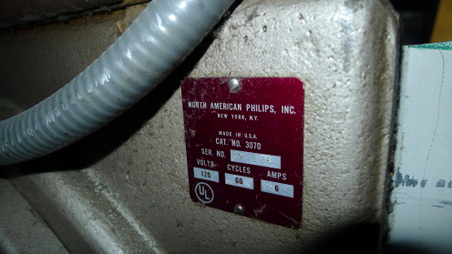 NORTH AMERICAN PHILIPS, INC.
NEW YORK, N.Y.
MADE IN U.S.A.
CAT. NO. 3070
SER. NO.
VOLTS CYCLES AMPS
120 60 6
UL